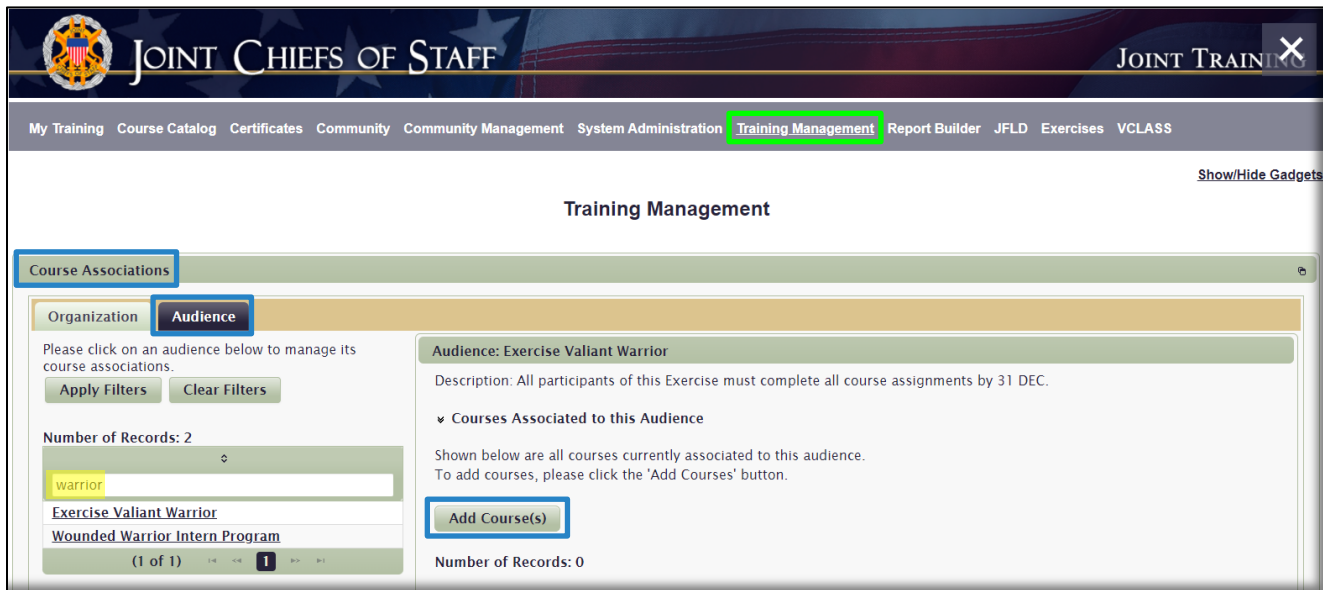 JOINT CHIEFS OF STAFF
JOINT TRAINING
My Training Course Catalog Certificates Community Community Management System Administration Training Management Report Builder JFLD Exercises VCLASS
Show/Hide Gadgets
Training Management
Course Associations
Organization Audience
Please click on an audience below to manage its
course associations.
Apply Filters Clear Filters
Number of Records: 2
warrior
Exercise Valiant Warrior
Wounded Warrior Intern Program
(1 of 1) 1
Audience: Exercise Valiant Warrior
Description: All participants of this Exercise must complete all course assignments by 31 DEC.
Courses Associated to this Audience
Shown below are all courses currently associated to this audience.
To add courses, please click the 'Add Courses' button.
Add Course(s)
Number of Records: 0